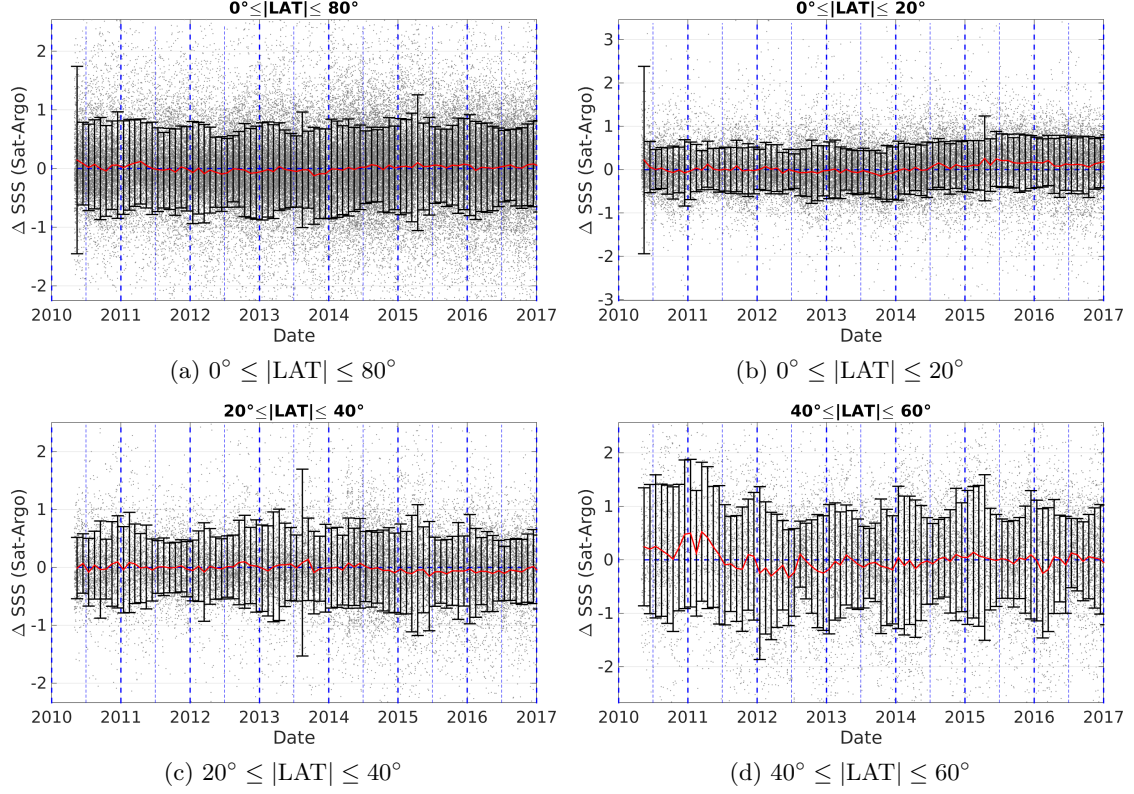 0°≤|LAT|≤ 80°
Δ SSS (Sat-Argo)
2
1
0
-1
-2
2010 2011 2012 2013 2014 2015 2016 2017
Date
(a) 0° ≤ |LAT| ≤ 80°
0°≤|LAT|≤ 20°
Δ SSS (Sat-Argo)
3
2
1
0
-1
-2
-3
2010 2011 2012 2013 2014 2015 2016 2017
Date
(b) 0° ≤ |LAT| ≤ 20°
20°≤|LAT|≤ 40°
Δ SSS (Sat-Argo)
2
1
0
-1
-2
2010 2011 2012 2013 2014 2015 2016 2017
Date
(c) 20° ≤ |LAT| ≤ 40°
40°≤|LAT|≤ 60°
Δ SSS (Sat-Argo)
2
1
0
-1
-2
2010 2011 2012 2013 2014 2015 2016 2017
Date
(d) 40° ≤ |LAT| ≤ 60°